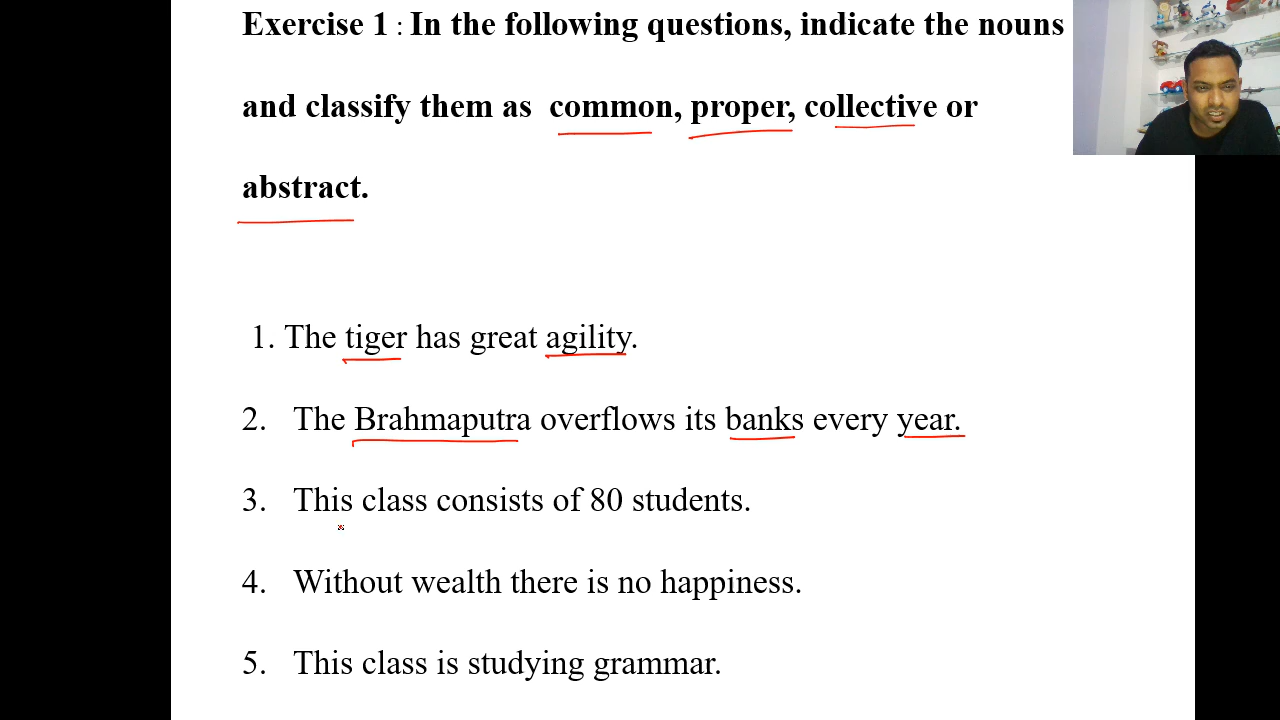 Exercise 1 : In the following questions, indicate the nouns
and classify them as common, proper, collective or
abstract.
1. The tiger has great agility.
2. The Brahmaputra overflows its banks every year.
3. This class consists of 80 students.
4. Without wealth there is no happiness.
5. This class is studying grammar.